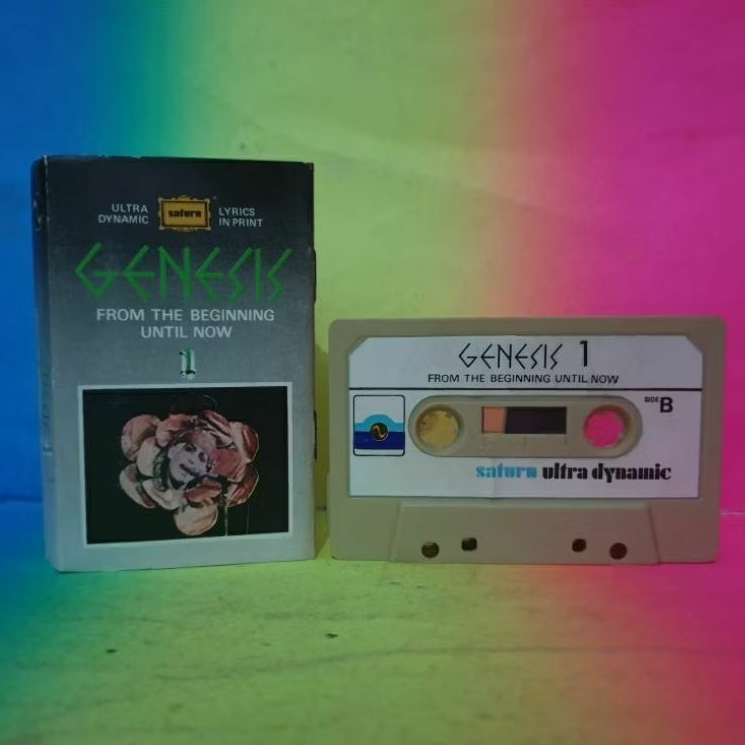 ULTRA DYNAMIC
saturn
LYRICS IN PRINT
GENESIS
FROM THE BEGINNING
UNTIL NOW
1
GENESIS 1
FROM THE BEGINNING UNTIL NOW
SIDE B
saturn ultra dynamic